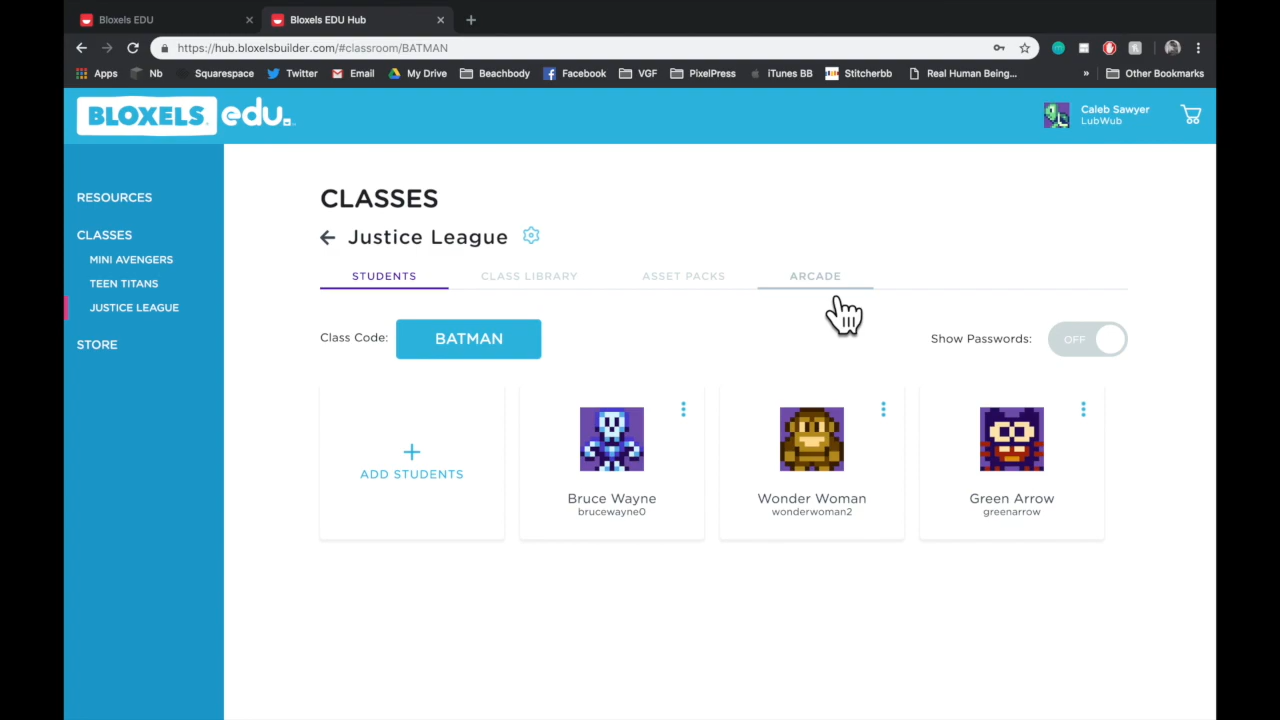 Bloxels EDU
Bloxels EDU Hub
https://hub.bloxelsbuilder.com/#classroom/BATMAN
Apps Nb Squarespace Twitter Email My Drive Beachbody Facebook VGF PixelPress iTunes BB Stitcherbb Real Human Being... » Other Bookmarks
BLOXELS edu
Caleb Sawyer
LubWub
RESOURCES
CLASSES
MINI AVENGERS
TEEN TITANS
JUSTICE LEAGUE
STORE
CLASSES
Justice League
STUDENTS CLASS LIBRARY ASSET PACKS ARCADE
Class Code: BATMAN Show Passwords: OFF
+
ADD STUDENTS
Bruce Wayne
brucewayne0
Wonder Woman
wonderwoman2
Green Arrow
greenarrow